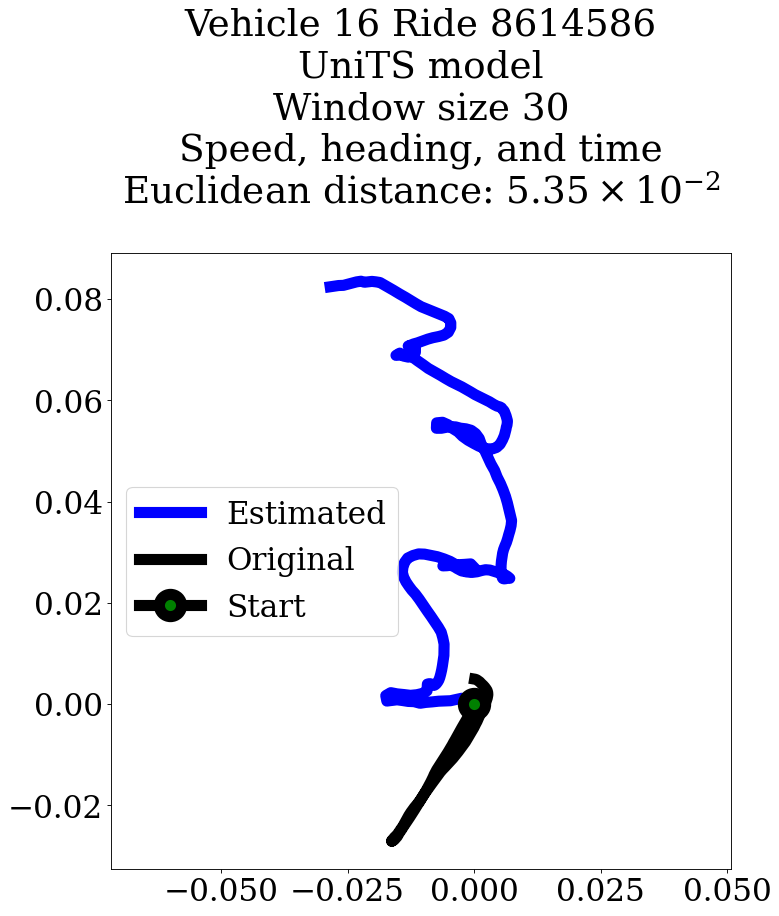 Vehicle 16 Ride 8614586
UniTS model
Window size 30
Speed, heading, and time
Euclidean distance: 5.35 × 10⁻²
0.08
0.06
0.04
0.02
0.00
−0.02
Estimated
Original
Start
−0.050 −0.025 0.000 0.025 0.050